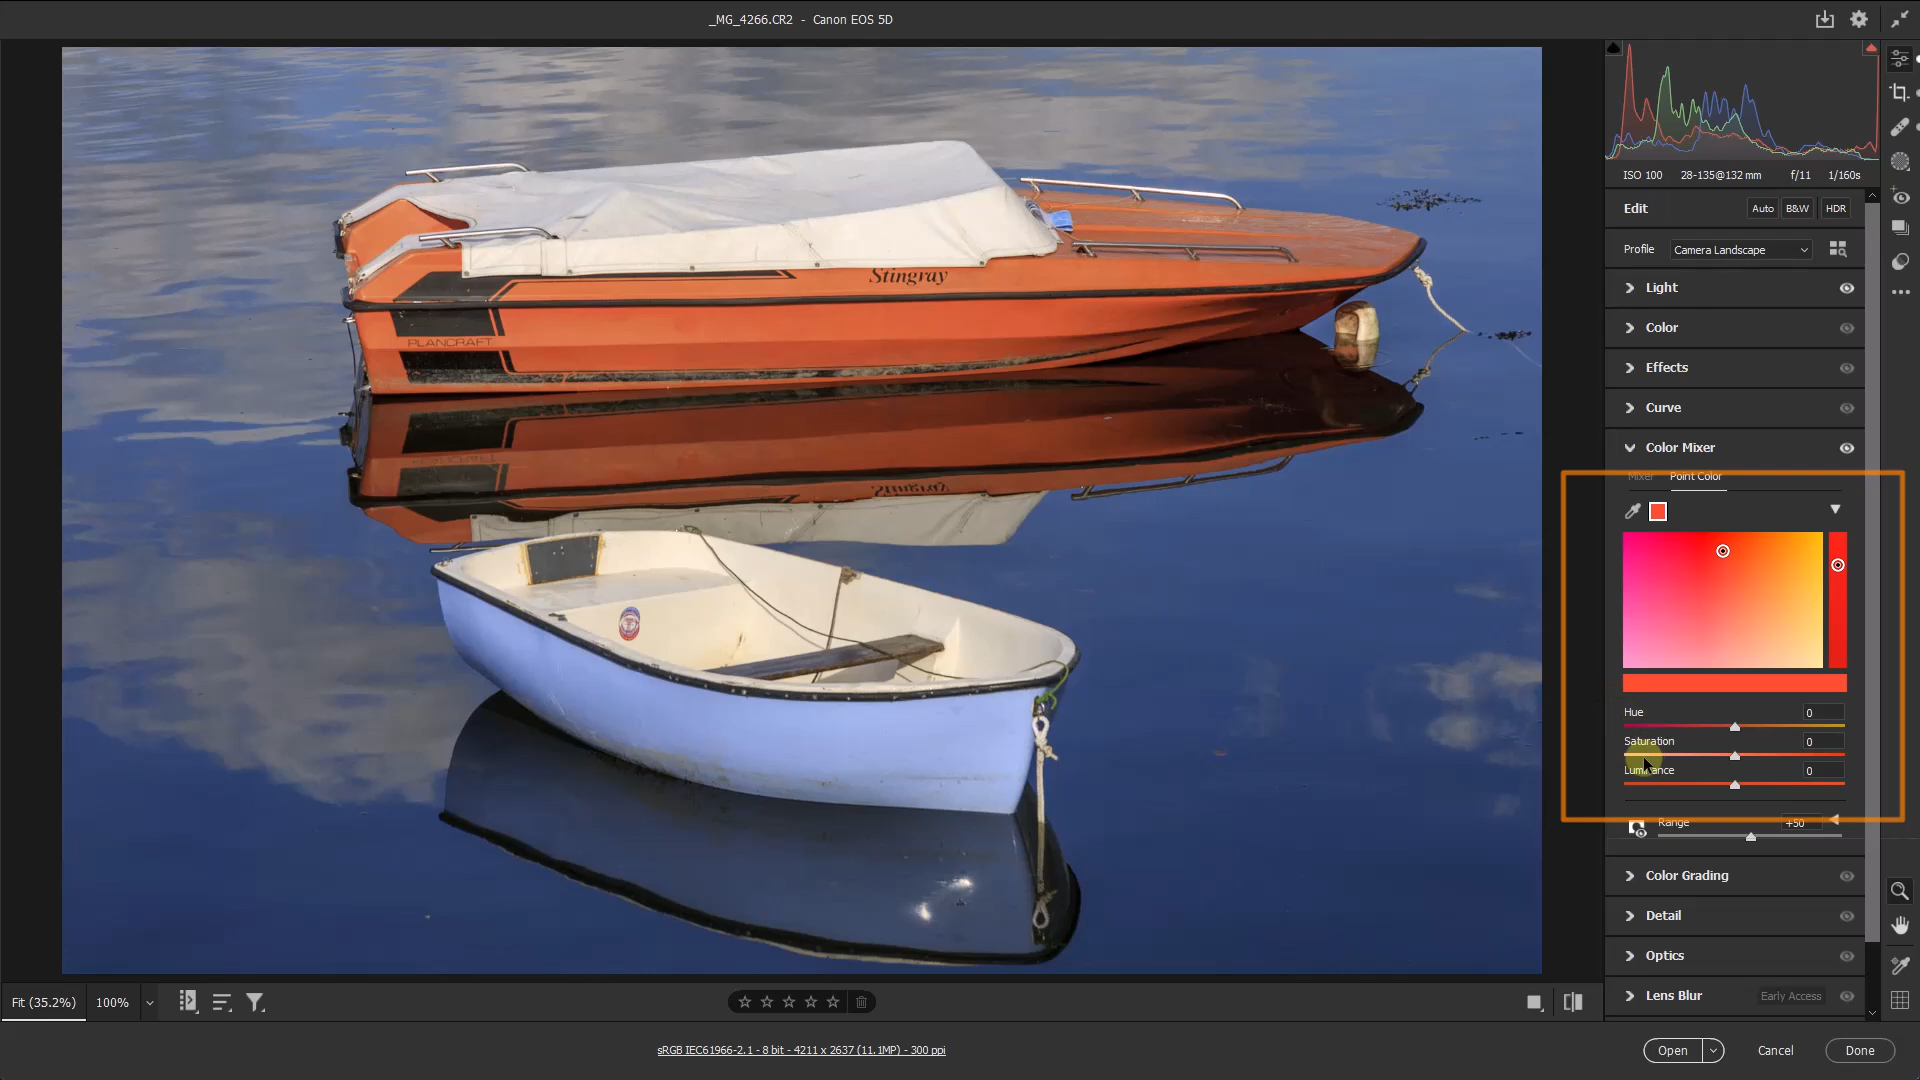 _MG_4266.CR2 - Canon EOS 5D
ISO 100 28-135@132 mm f/11 1/160s
Edit Auto B&W HDR
Profile Camera Landscape
Light
Color
Effects
Curve
Color Mixer
Mixer Point Color
Hue 0
Saturation 0
Luminance 0
Range +50
Color Grading
Detail
Optics
Lens Blur Early Access
Stingray
PLANCRAFT
Fit (35.2%) 100%
sRGB IEC61966-2.1 - 8 bit - 4211 x 2637 (11.1MP) - 300 ppi
Open Cancel Done